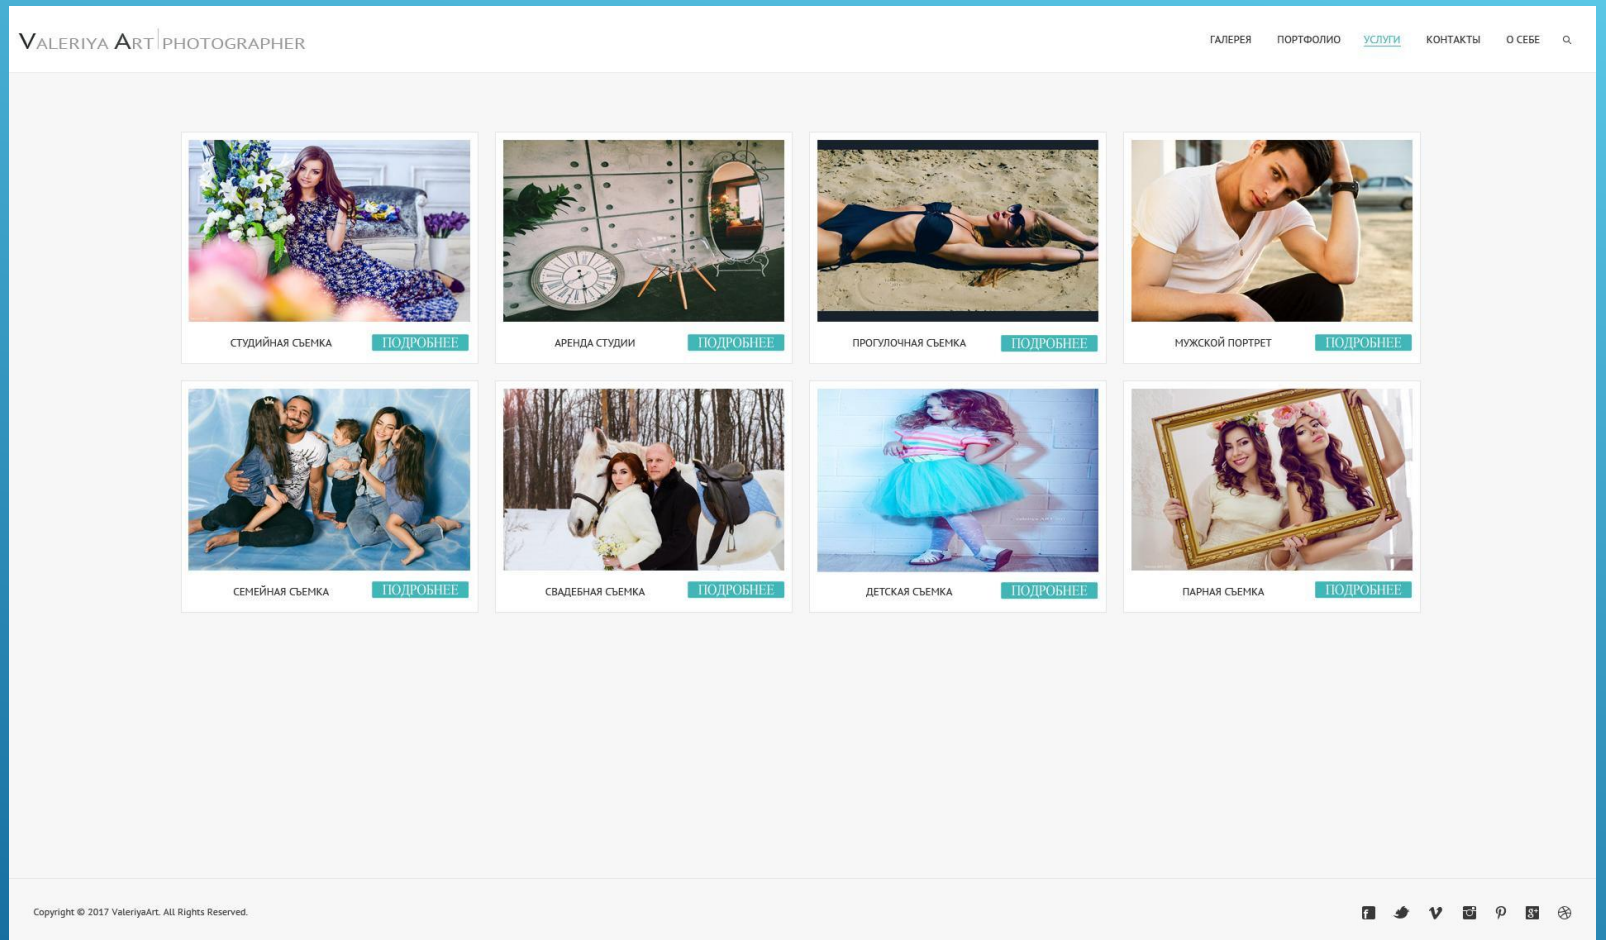 VALERIYA ART PHOTOGRAPHER
ГАЛЕРЕЯ ПОРТФОЛИО УСЛУГИ КОНТАКТЫ О СЕБЕ
СТУДИЙНАЯ СЪЕМКА ПОДРОБНЕЕ
АРЕНДА СТУДИИ ПОДРОБНЕЕ
ПРОГУЛОЧНАЯ СЪЕМКА ПОДРОБНЕЕ
МУЖСКОЙ ПОРТРЕТ ПОДРОБНЕЕ
СЕМЕЙНАЯ СЪЕМКА ПОДРОБНЕЕ
СВАДЕБНАЯ СЪЕМКА ПОДРОБНЕЕ
ДЕТСКАЯ СЪЕМКА ПОДРОБНЕЕ
ПАРНАЯ СЪЕМКА ПОДРОБНЕЕ
Copyright © 2017 ValeriyaArt. All Rights Reserved.